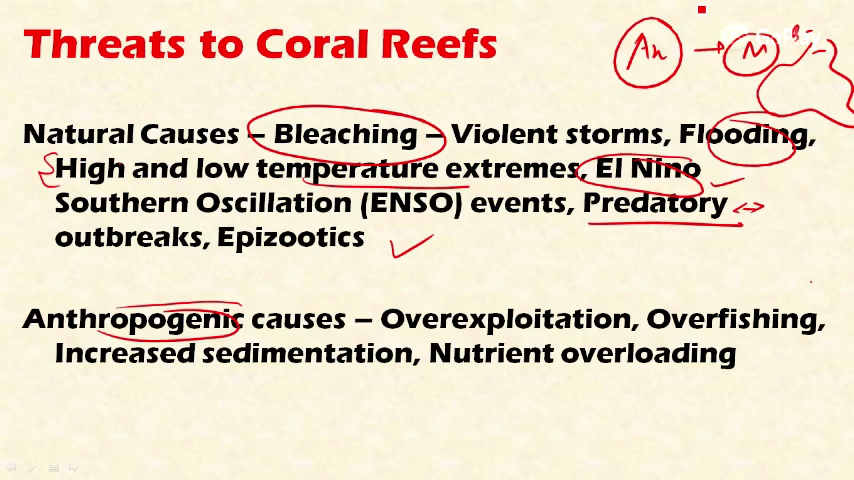 Threats to Coral Reefs
An → M
Natural Causes – Bleaching – Violent storms, Flooding,
High and low temperature extremes, El Nino
Southern Oscillation (ENSO) events, Predatory
outbreaks, Epizootics
Anthropogenic causes – Overexploitation, Overfishing,
Increased sedimentation, Nutrient overloading